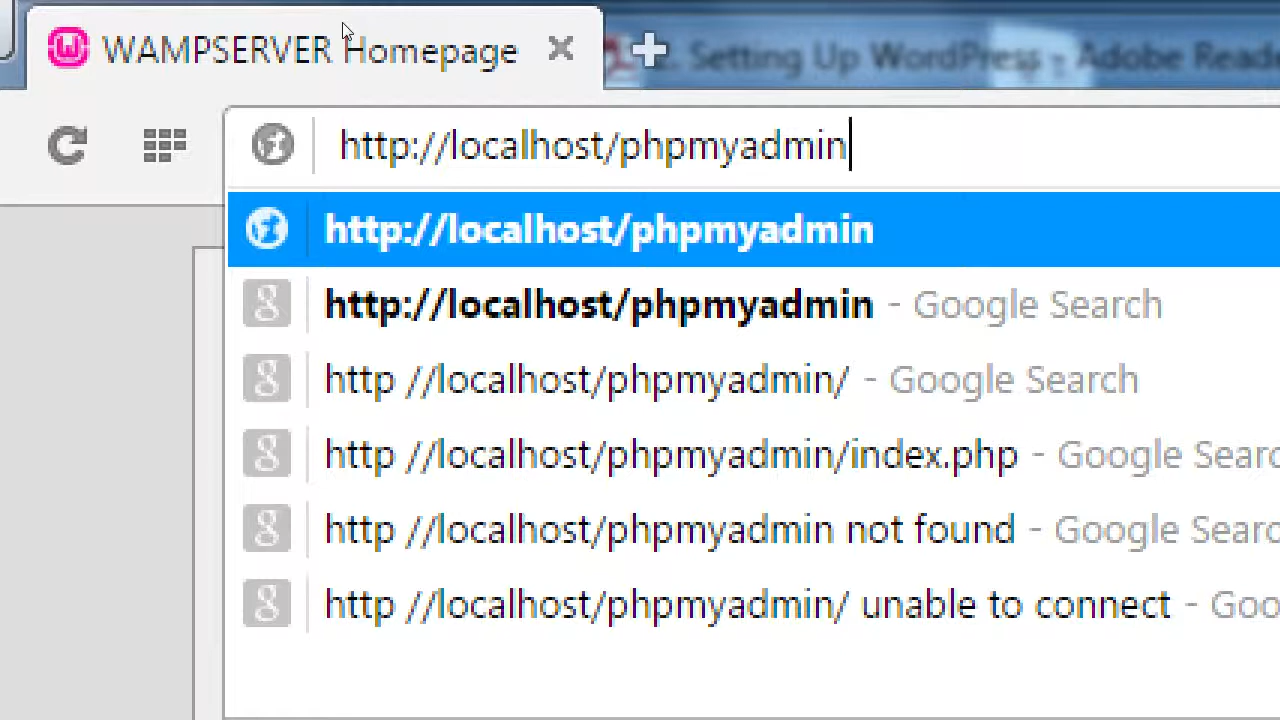 WAMPSERVER Homepage
2. Setting Up WordPress - Adobe Reade
http://localhost/phpmyadmin
http://localhost/phpmyadmin
http://localhost/phpmyadmin - Google Search
http //localhost/phpmyadmin/ - Google Search
http //localhost/phpmyadmin/index.php - Google Searc
http //localhost/phpmyadmin not found - Google Searc
http //localhost/phpmyadmin/ unable to connect - Goo